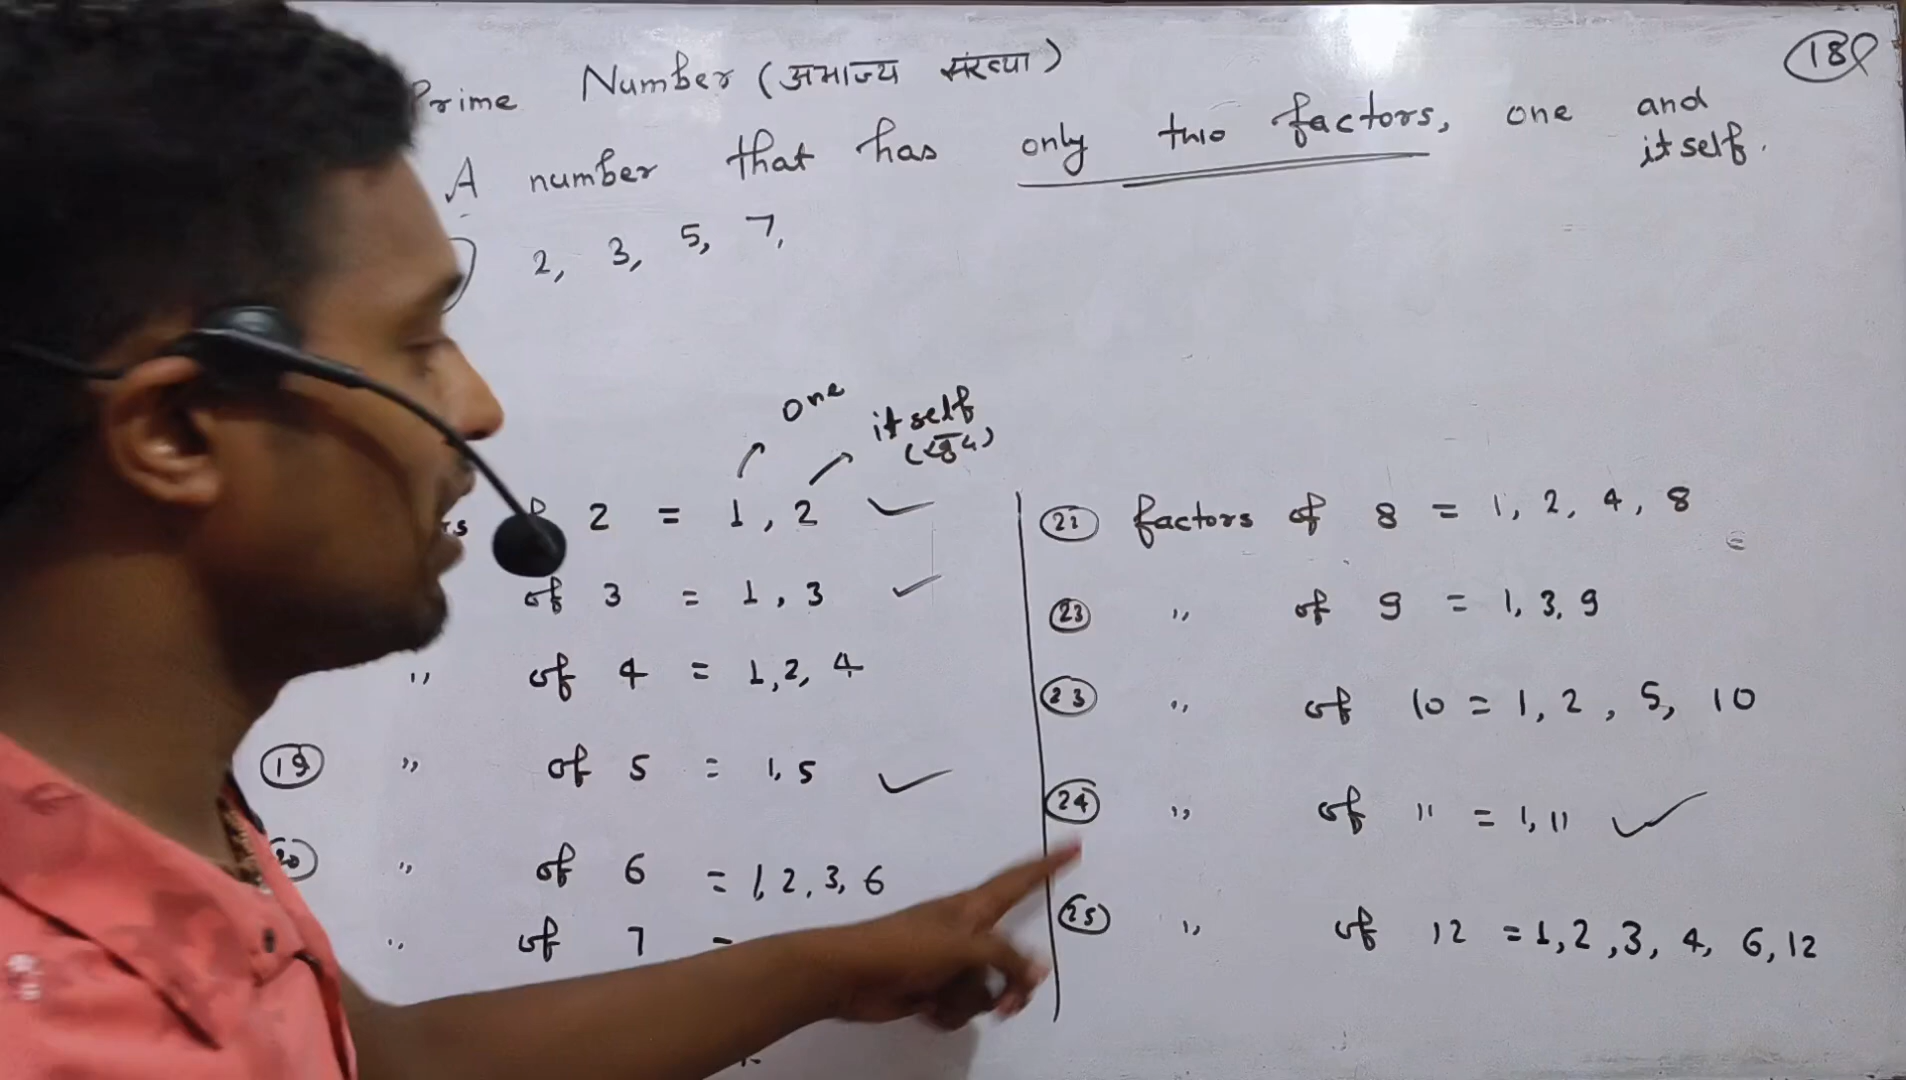 Prime Number (अभाज्य संख्या)
18
A number that has only two factors, one and itself.
2, 3, 5, 7,
one
itself
of 2 = 1, 2 ✓
of 3 = 1, 3 ✓
,, of 4 = 1, 2, 4
19 ,, of 5 = 1, 5 ✓
20 ,, of 6 = 1, 2, 3, 6
,, of 7 =
22 factors of 8 = 1, 2, 4, 8
23 ,, of 9 = 1, 3, 9
23 ,, of 10 = 1, 2, 5, 10
24 ,, of 11 = 1, 11 ✓
25 ,, of 12 = 1, 2, 3, 4, 6, 12